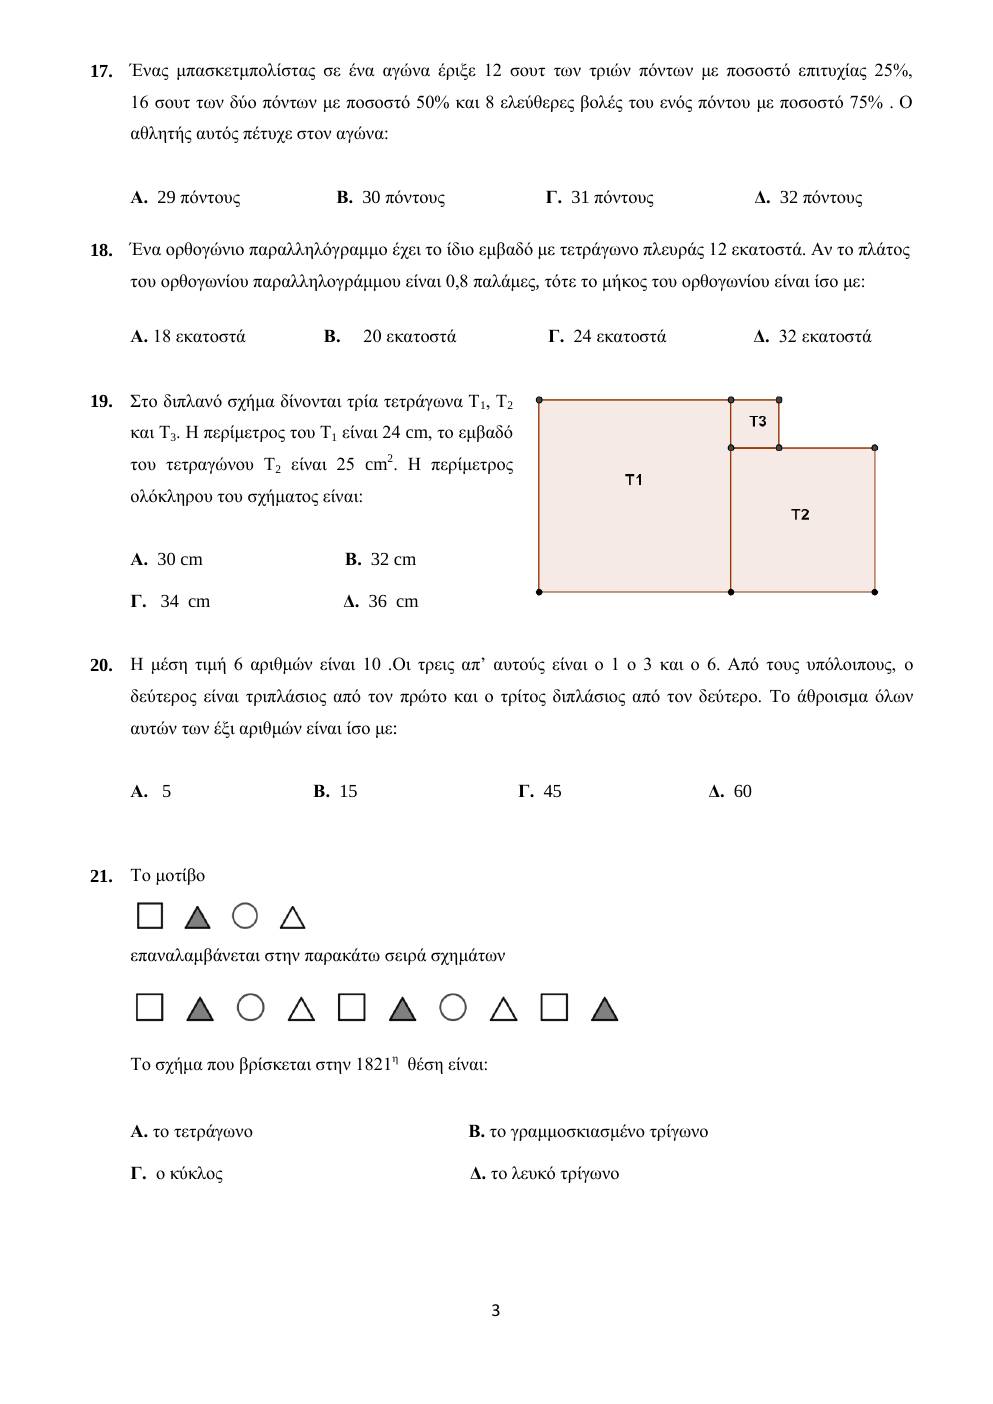 17. Ένας μπασκετμπολίστας σε ένα αγώνα έριξε 12 σουτ των τριών πόντων με ποσοστό επιτυχίας 25%,
16 σουτ των δύο πόντων με ποσοστό 50% και 8 ελεύθερες βολές του ενός πόντου με ποσοστό 75% . Ο
αθλητής αυτός πέτυχε στον αγώνα:
Α. 29 πόντους Β. 30 πόντους Γ. 31 πόντους Δ. 32 πόντους
18. Ένα ορθογώνιο παραλληλόγραμμο έχει το ίδιο εμβαδό με τετράγωνο πλευράς 12 εκατοστά. Αν το πλάτος
του ορθογωνίου παραλληλογράμμου είναι 0,8 παλάμες, τότε το μήκος του ορθογωνίου είναι ίσο με:
Α. 18 εκατοστά Β. 20 εκατοστά Γ. 24 εκατοστά Δ. 32 εκατοστά
19. Στο διπλανό σχήμα δίνονται τρία τετράγωνα Τ₁, Τ₂
και Τ₃. Η περίμετρος του Τ₁ είναι 24 cm, το εμβαδό
του τετραγώνου Τ₂ είναι 25 cm². Η περίμετρος
ολόκληρου του σχήματος είναι:
Α. 30 cm Β. 32 cm
Γ. 34 cm Δ. 36 cm
T3
T1
T2
20. Η μέση τιμή 6 αριθμών είναι 10 .Οι τρεις απ’ αυτούς είναι ο 1 ο 3 και ο 6. Από τους υπόλοιπους, ο
δεύτερος είναι τριπλάσιος από τον πρώτο και ο τρίτος διπλάσιος από τον δεύτερο. Το άθροισμα όλων
αυτών των έξι αριθμών είναι ίσο με:
Α. 5 Β. 15 Γ. 45 Δ. 60
21. Το μοτίβο
επαναλαμβάνεται στην παρακάτω σειρά σχημάτων
Το σχήμα που βρίσκεται στην 1821η θέση είναι:
Α. το τετράγωνο Β. το γραμμοσκιασμένο τρίγωνο
Γ. ο κύκλος Δ. το λευκό τρίγωνο
3